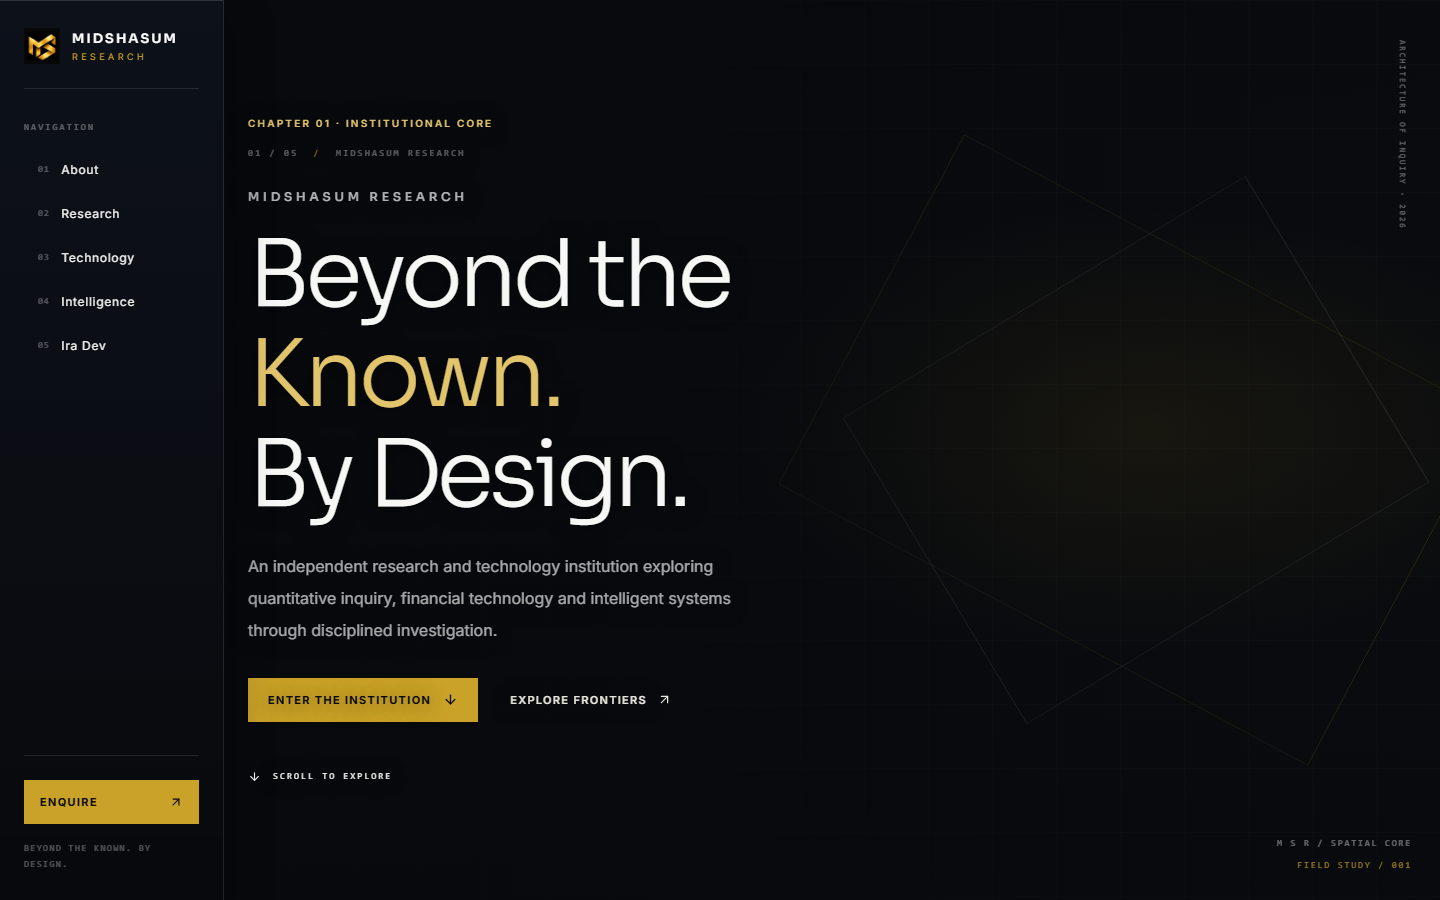 MIDSHASUM
RESEARCH
NAVIGATION
01 About
02 Research
03 Technology
04 Intelligence
05 Ira Dev
ENQUIRE
BEYOND THE KNOWN. BY
DESIGN.
CHAPTER 01 · INSTITUTIONAL CORE
01 / 05 / MIDSHASUM RESEARCH
MIDSHASUM RESEARCH
Beyond the
Known.
By Design.
An independent research and technology institution exploring
quantitative inquiry, financial technology and intelligent systems
through disciplined investigation.
ENTER THE INSTITUTION
EXPLORE FRONTIERS
SCROLL TO EXPLORE
ARCHITECTURE OF INQUIRY · 2026
M S R / SPATIAL CORE
FIELD STUDY / 001